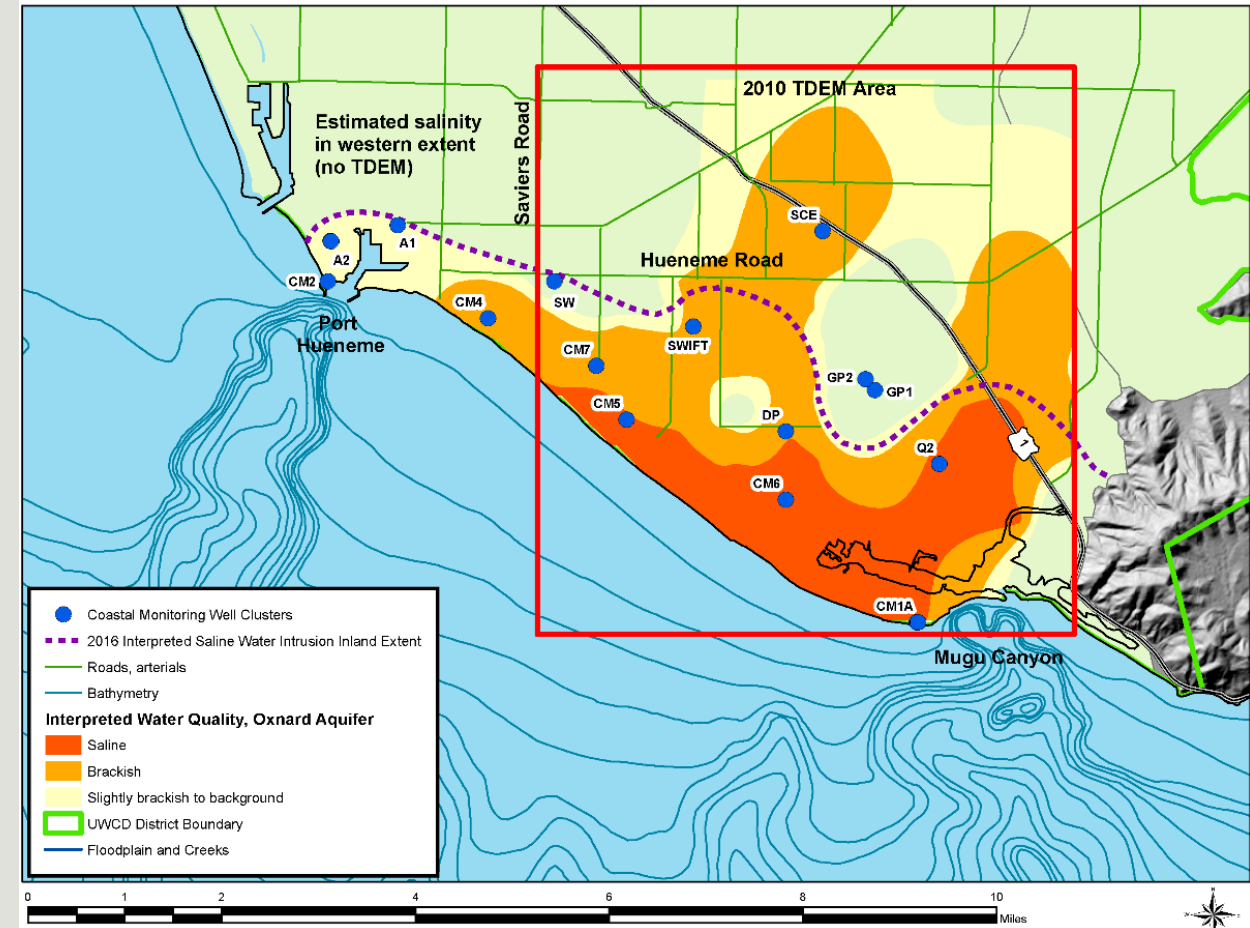 2010 TDEM Area
Estimated salinity
in western extent
(no TDEM)
Saviers Road
SCE
A1
A2
Hueneme Road
CM2
SW
CM4
Port
Hueneme
SWIFT
CM7
GP2
GP1
CM5
DP
Q2
1
CM6
CM1A
Mugu Canyon
Coastal Monitoring Well Clusters
2016 Interpreted Saline Water Intrusion Inland Extent
Roads, arterials
Bathymetry
Interpreted Water Quality, Oxnard Aquifer
Saline
Brackish
Slightly brackish to background
UWCD District Boundary
Floodplain and Creeks
0 1 2 4 6 8 10
Miles